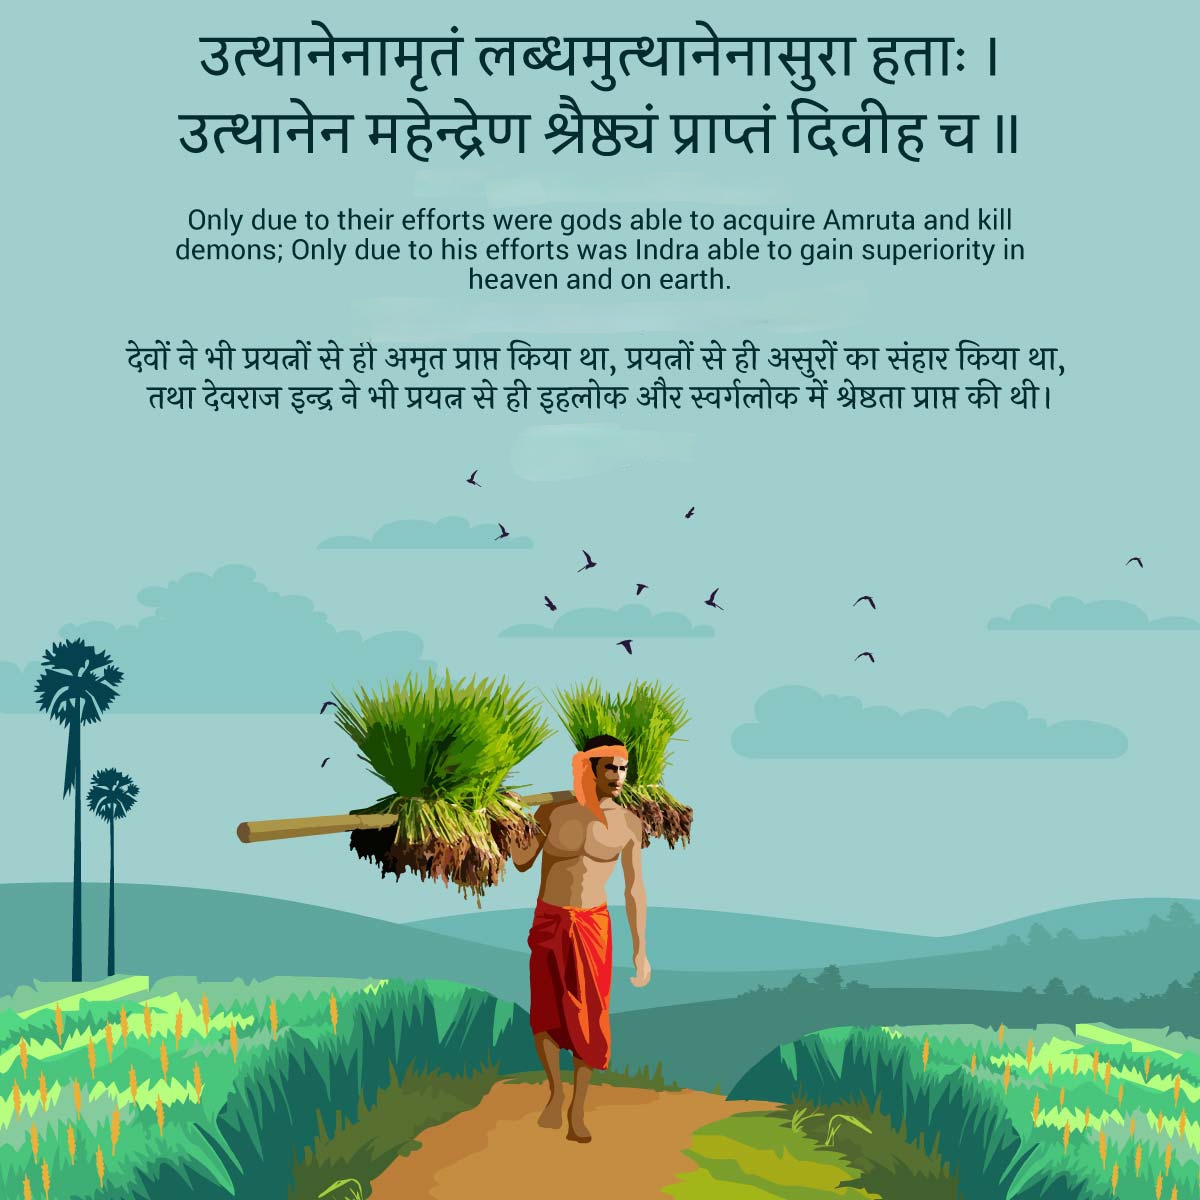 उत्थानेनामृतं लब्धमुत्थानेनासुरा हताः ।
उत्थानेन महेन्द्रेण श्रैष्ठ्यं प्राप्तं दिवीह च ॥
Only due to their efforts were gods able to acquire Amruta and kill
demons; Only due to his efforts was Indra able to gain superiority in
heaven and on earth.
देवों ने भी प्रयत्नों से ही अमृत प्राप्त किया था, प्रयत्नों से ही असुरों का संहार किया था,
तथा देवराज इन्द्र ने भी प्रयत्न से ही इहलोक और स्वर्गलोक में श्रेष्ठता प्राप्त की थी।